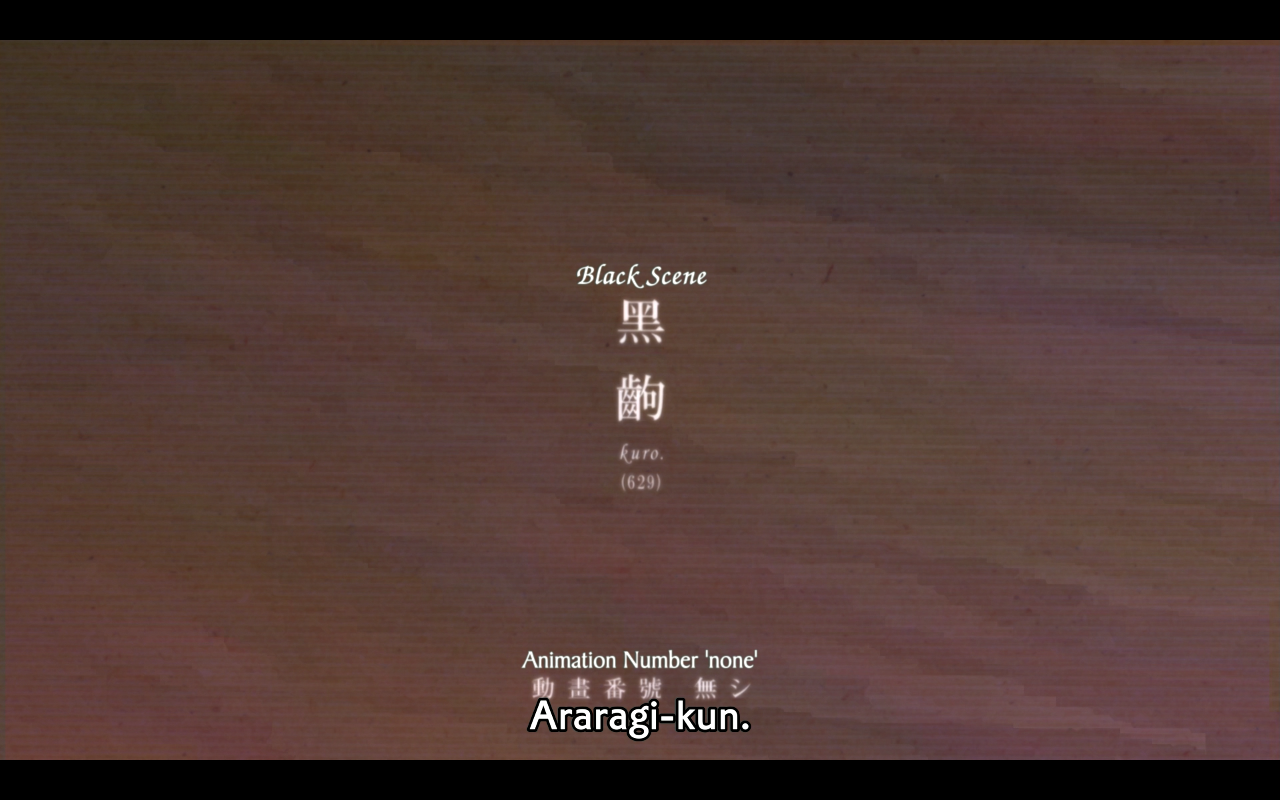 Black Scene
黑
齣
kuro.
(629)
Animation Number 'none'
動畫番號 無シ
Araragi-kun.